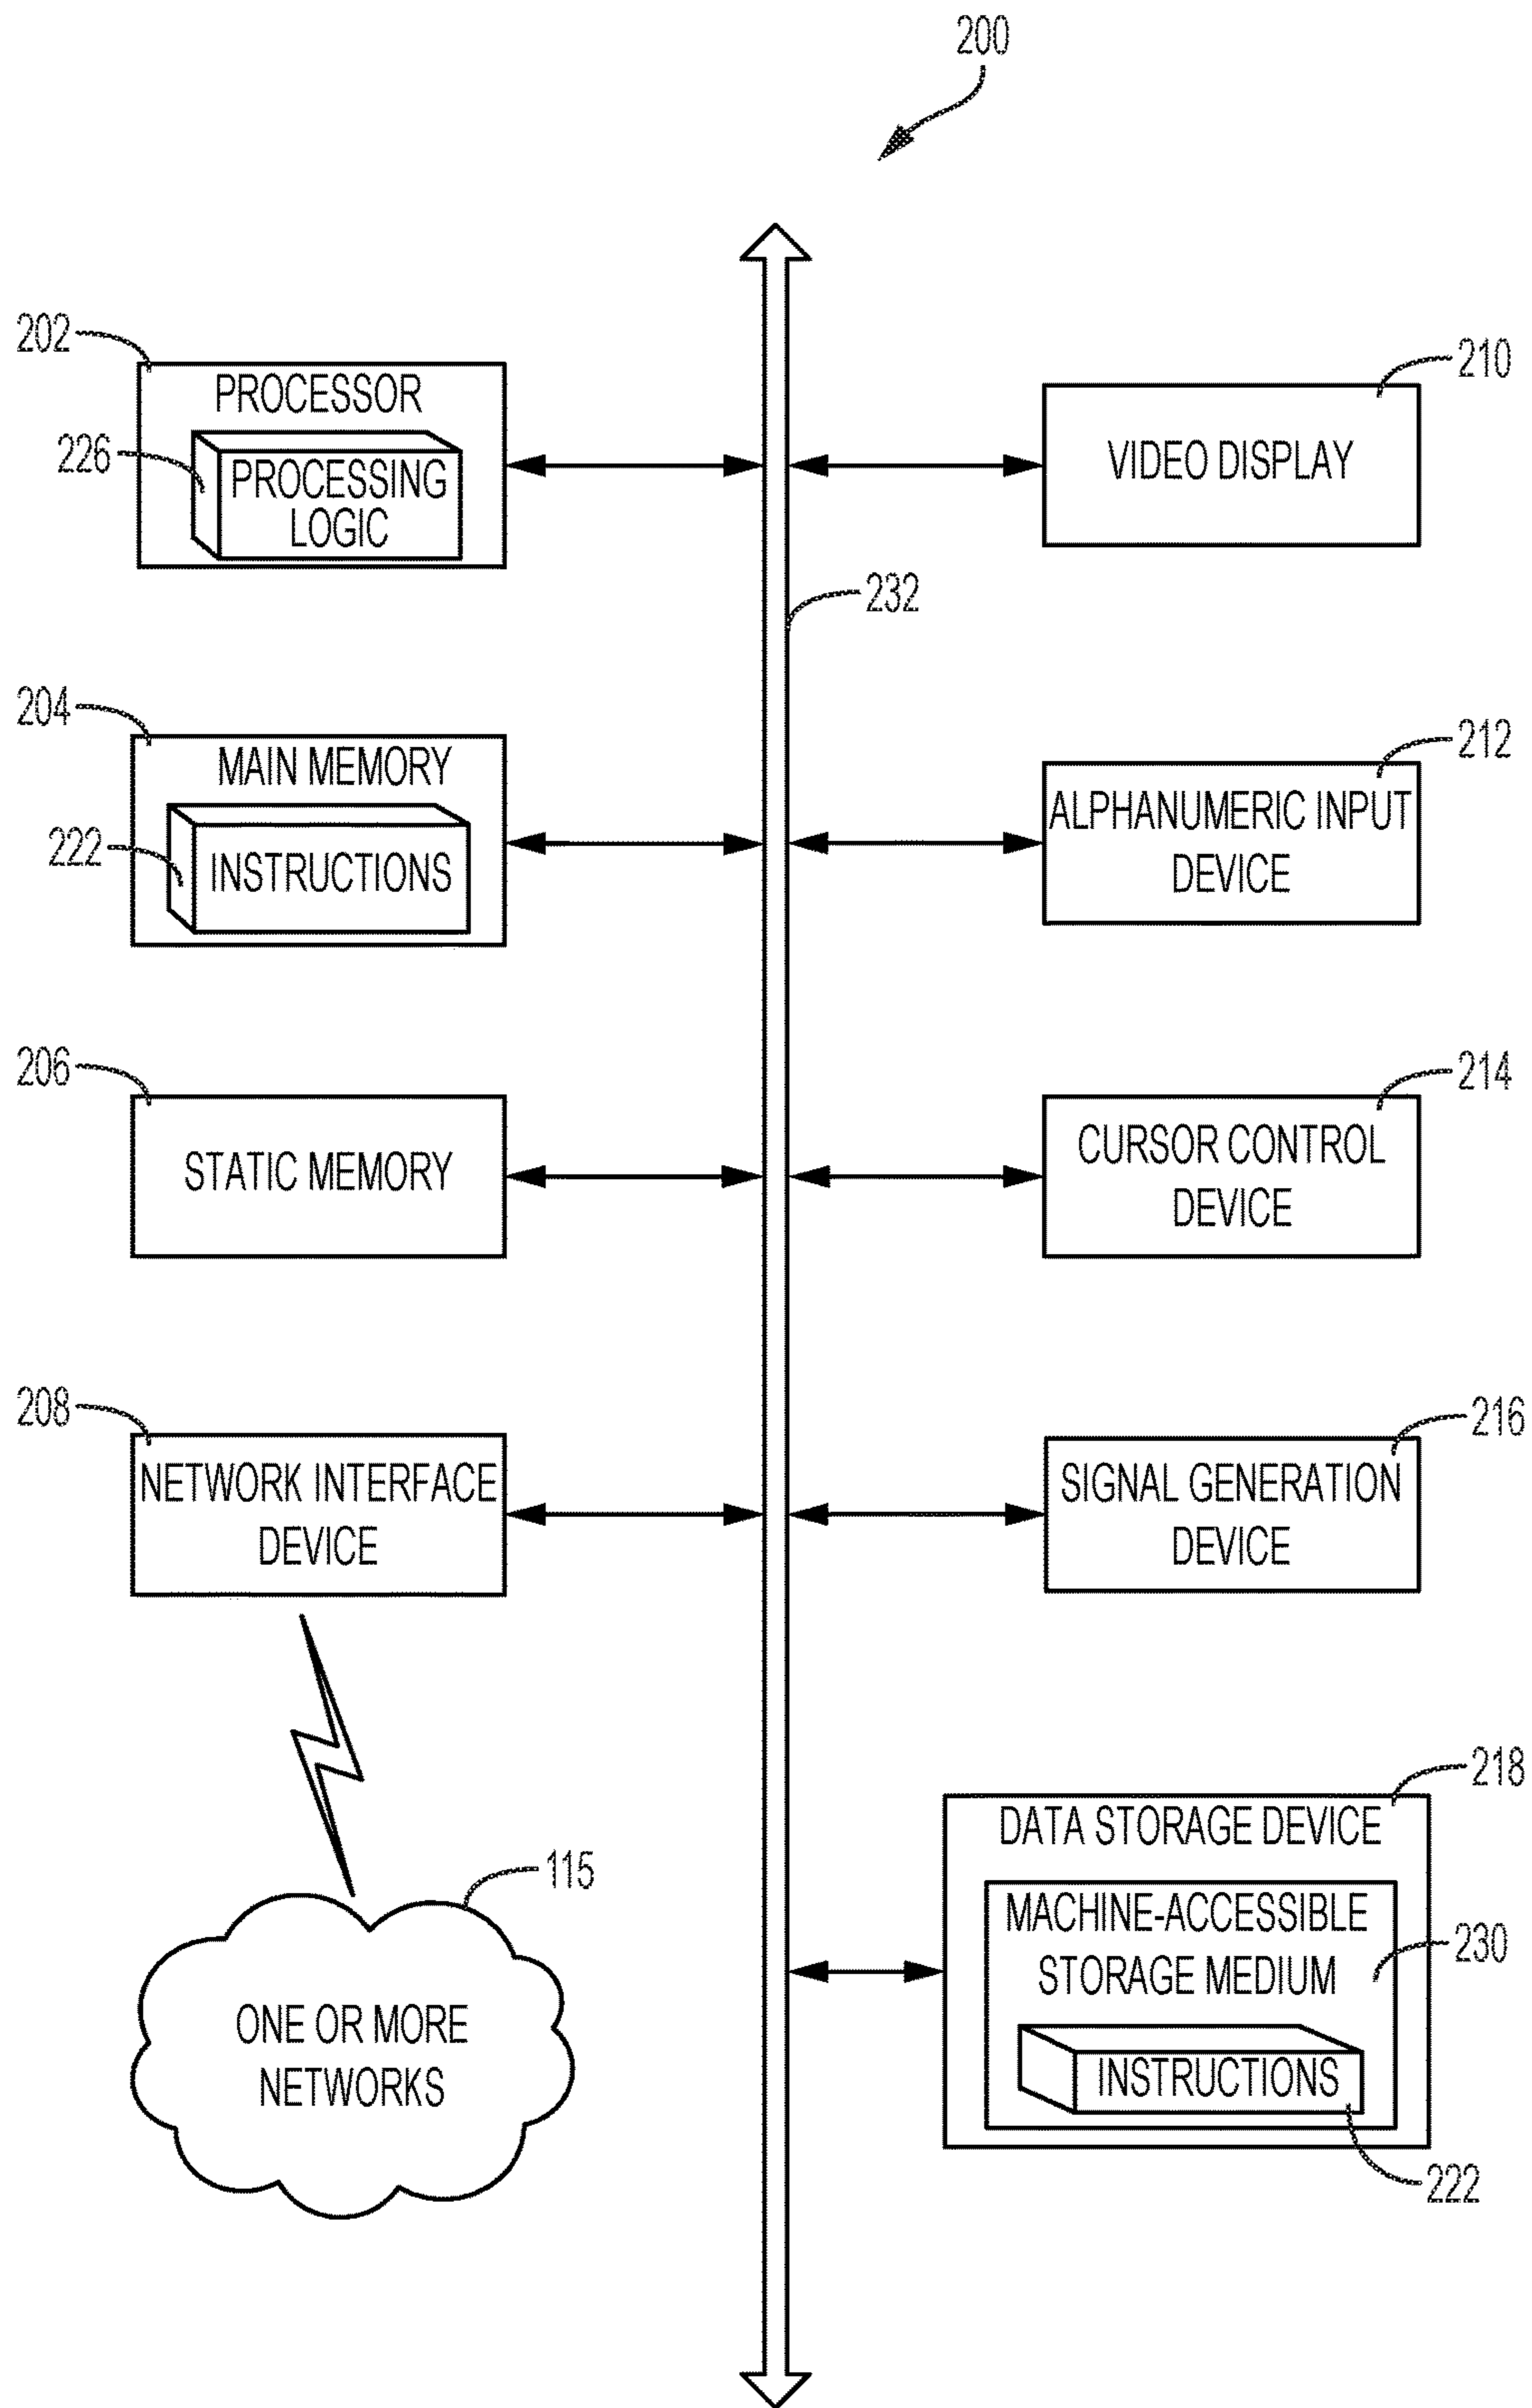 200
202
PROCESSOR
226
PROCESSING
LOGIC
210
VIDEO DISPLAY
232
204
MAIN MEMORY
222
INSTRUCTIONS
212
ALPHANUMERIC INPUT
DEVICE
206
STATIC MEMORY
214
CURSOR CONTROL
DEVICE
208
NETWORK INTERFACE
DEVICE
216
SIGNAL GENERATION
DEVICE
115
ONE OR MORE
NETWORKS
218
DATA STORAGE DEVICE
MACHINE-ACCESSIBLE
STORAGE MEDIUM
230
INSTRUCTIONS
222